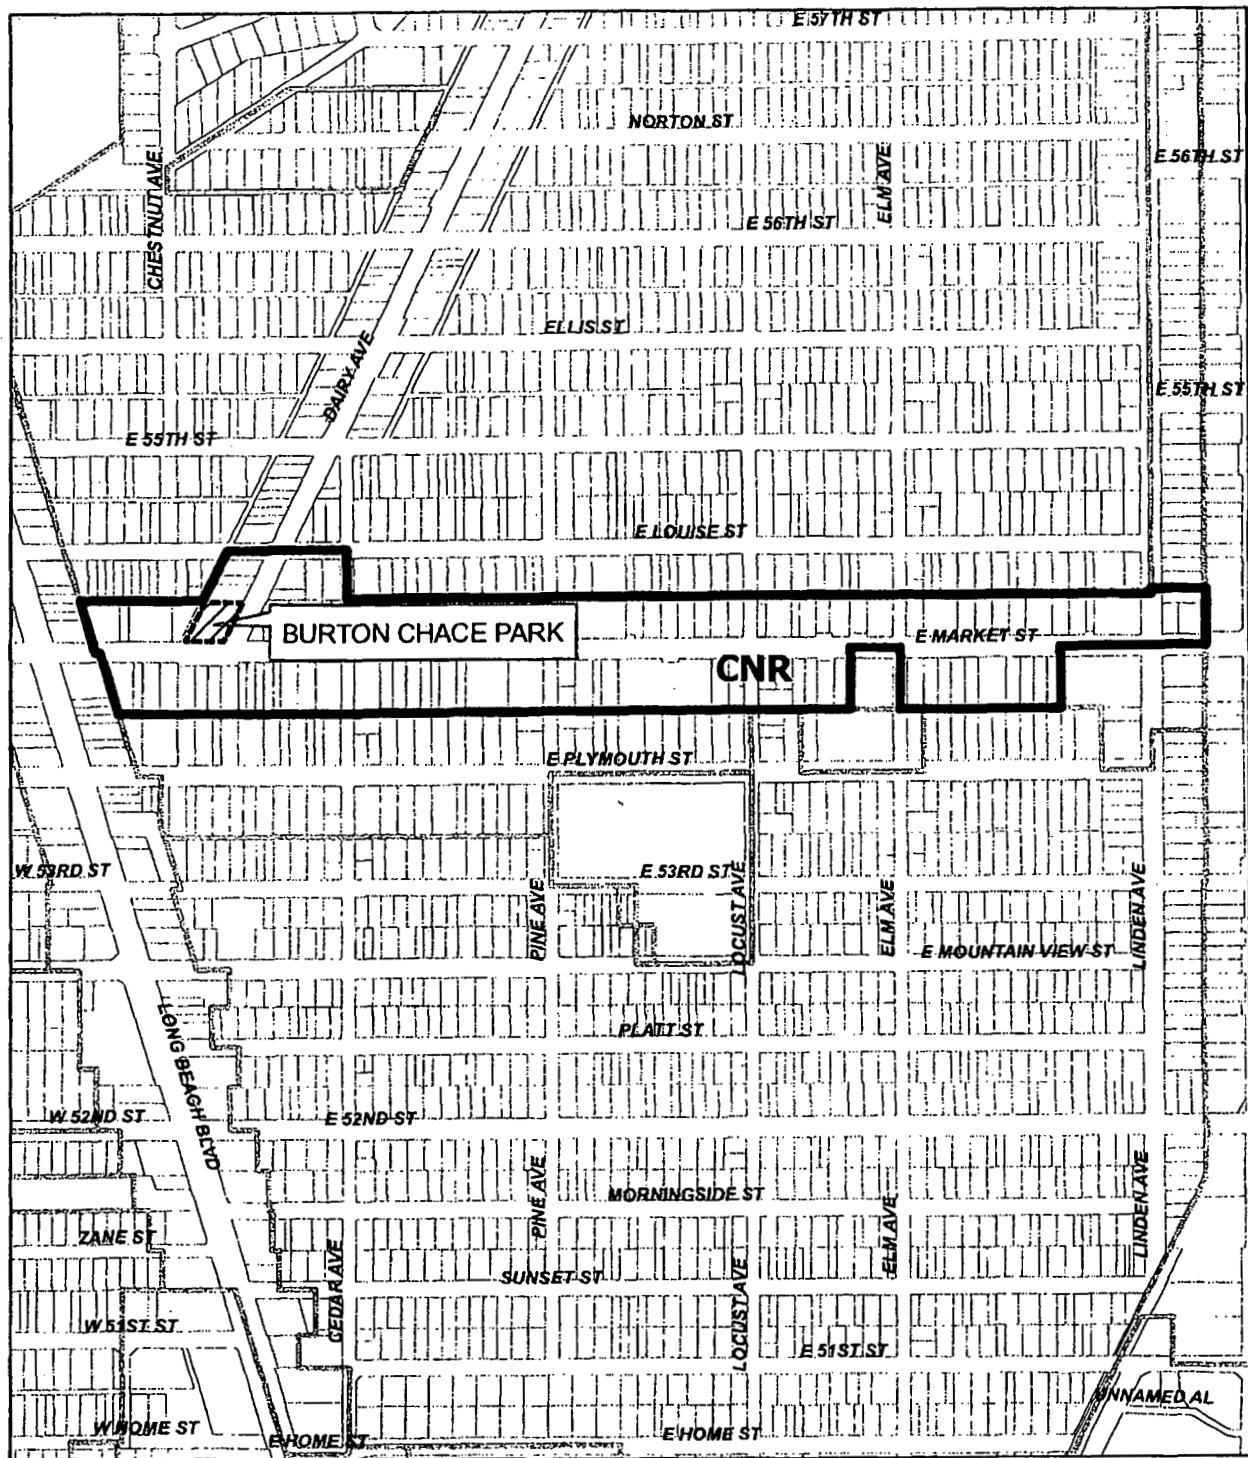 E 57TH ST
NORTON ST
E 56TH ST
CHESTNUT AVE
ELM AVE
E 56TH ST
ELLIS ST
DAIRY AVE
E 55TH ST
E 55TH ST
E LOUISE ST
BURTON CHACE PARK
E MARKET ST
CNR
E PLYMOUTH ST
W 53RD ST
E 53RD ST
PINE AVE
LOCUST AVE
ELM AVE
E MOUNTAIN VIEW ST
LINDEN AVE
LONG BEACH BLVD
PLATT ST
W 52ND ST
E 52ND ST
PINE AVE
MORNINGSIDE ST
ELM AVE
LINDEN AVE
ZANE ST
CEDAR AVE
SUNSET ST
LOCUST AVE
W 51ST ST
E 51ST ST
UNNAMED AL
W HOME ST
E HOME ST
E HOME ST